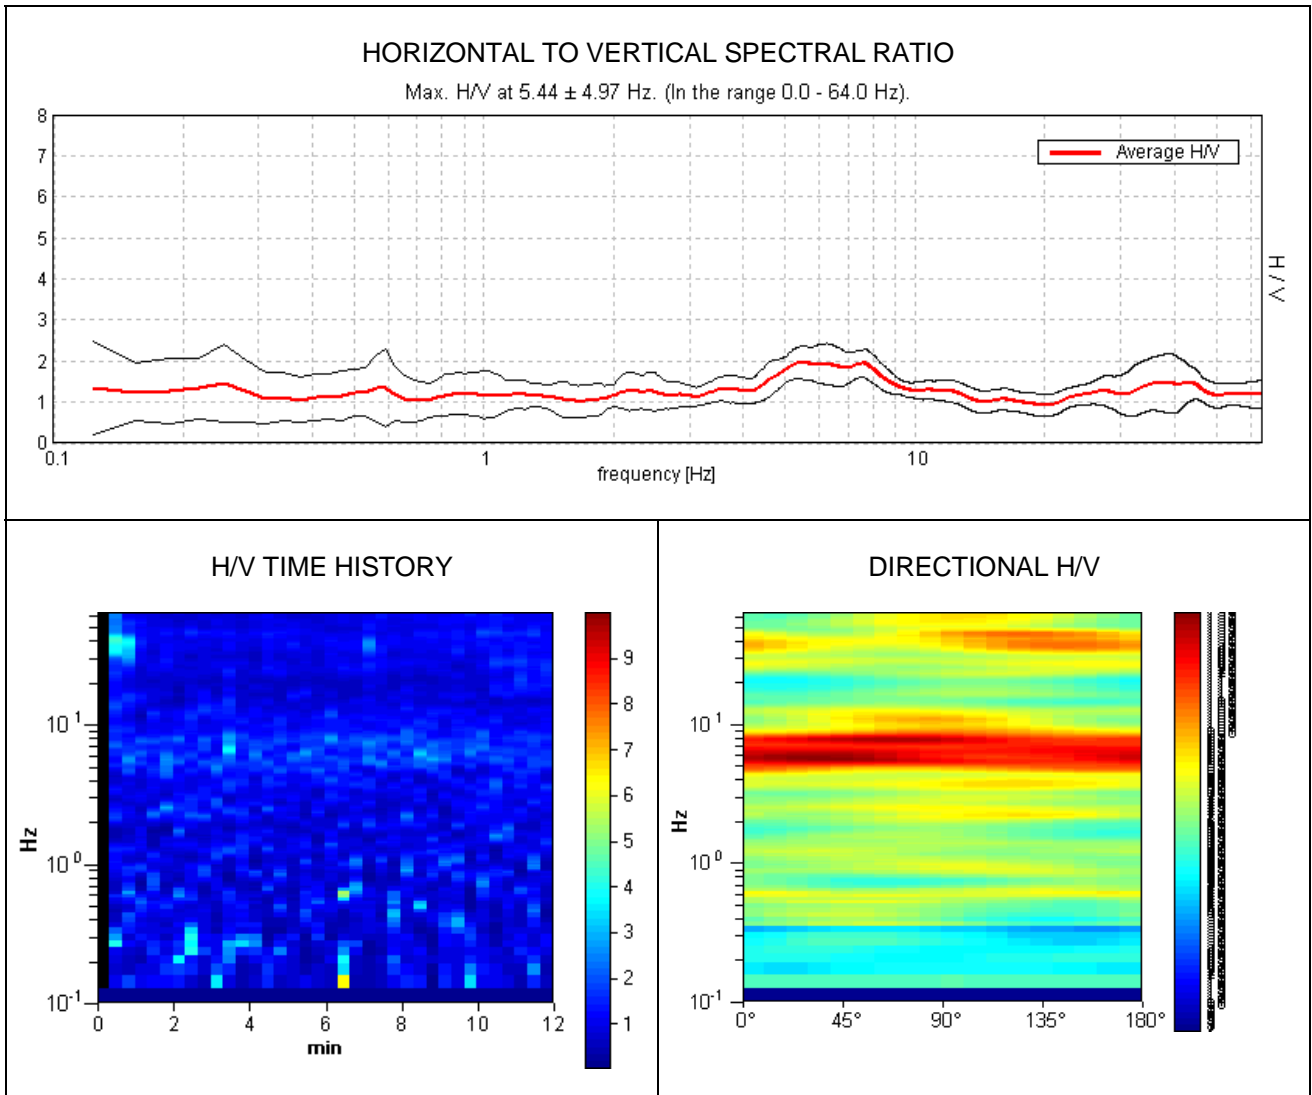 HORIZONTAL TO VERTICAL SPECTRAL RATIO
Max. H/V at 5.44 ± 4.97 Hz. (In the range 0.0 - 64.0 Hz).
8
7
6
5
4
3
2
1
0
Average H/V
H / V
0.1 1 10
frequency [Hz]
H/V TIME HISTORY
Hz
10¹
10⁰
10⁻¹
0 2 4 6 8 10 12
min
9
8
7
6
5
4
3
2
1
DIRECTIONAL H/V
Hz
10¹
10⁰
10⁻¹
0° 45° 90° 135° 180°